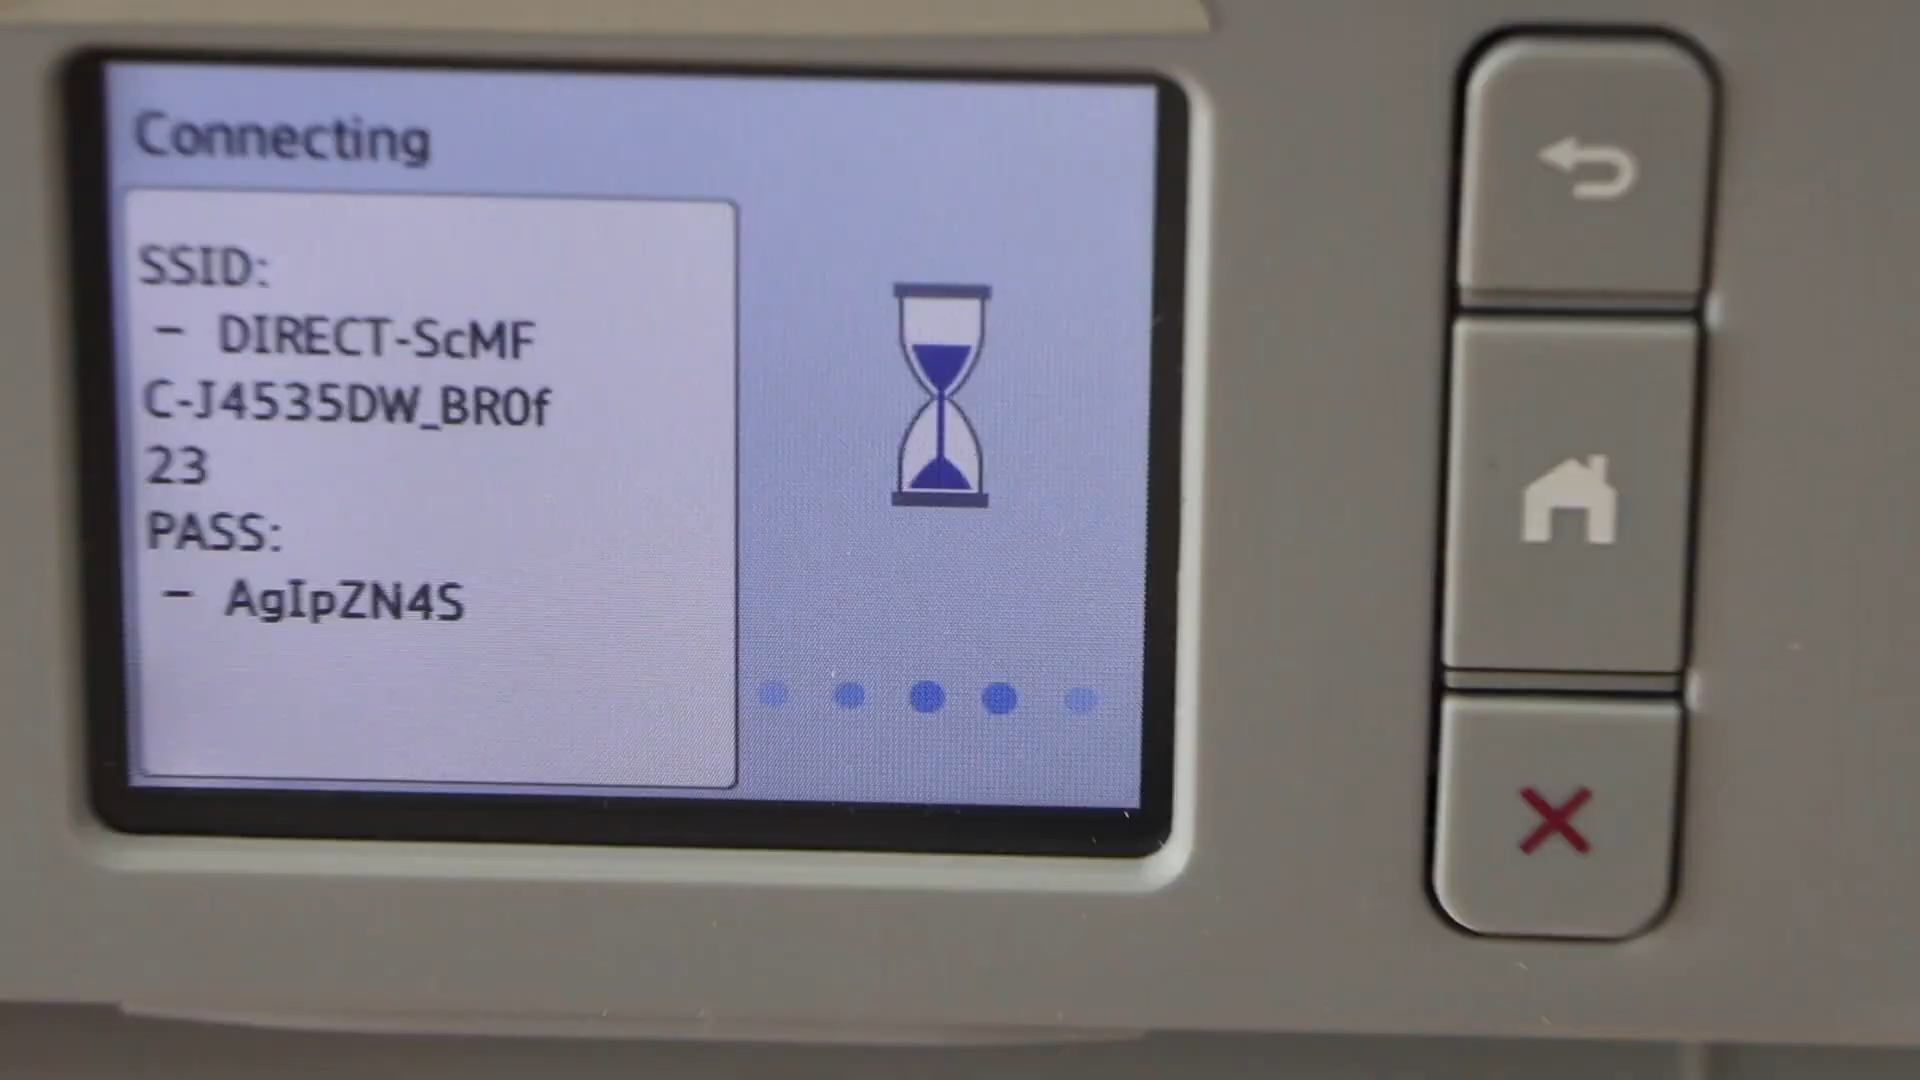 Connecting
SSID:
– DIRECT-ScMF
C-J4535DW_BR0f
23
PASS:
– AgIpZN4S